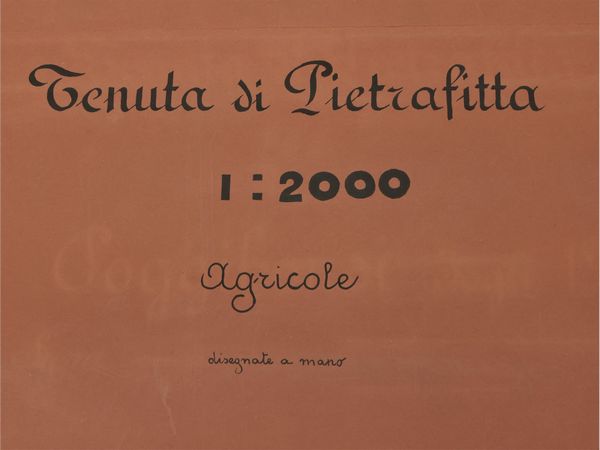 Tenuta di Pietrafitta
1:2000
Agricole
disegnate a mano